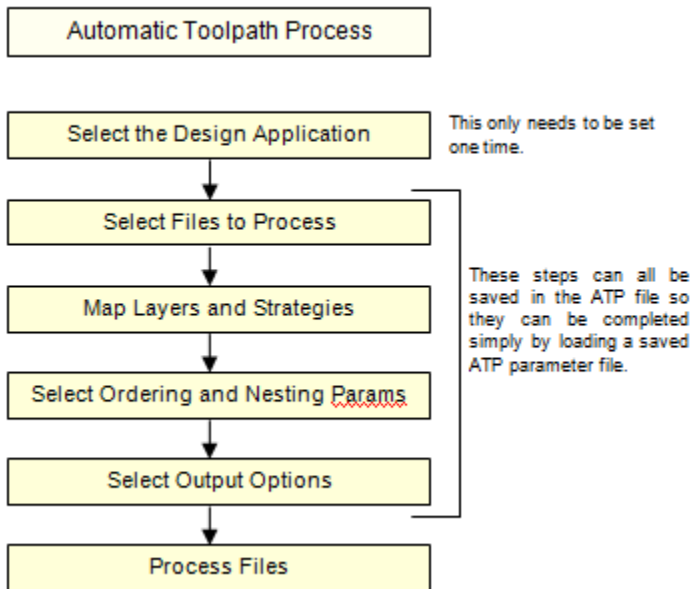 Automatic Toolpath Process
Select the Design Application
This only needs to be set
one time.
Select Files to Process
Map Layers and Strategies
These steps can all be
saved in the ATP file so
they can be completed
simply by loading a saved
ATP parameter file.
Select Ordering and Nesting Params
Select Output Options
Process Files